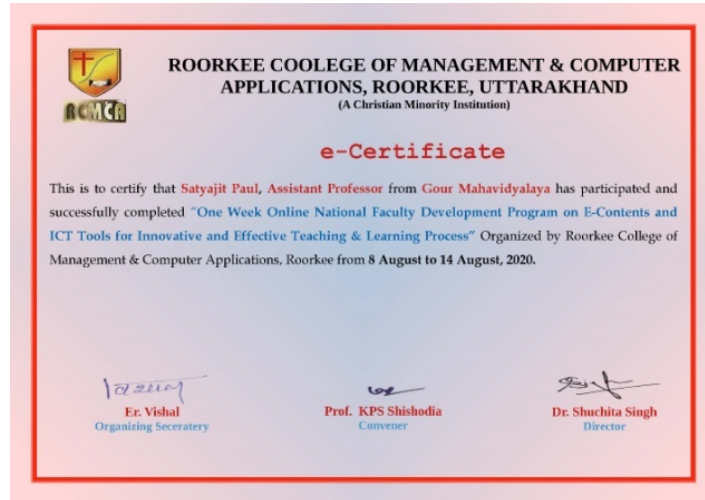 ROORKEE COOLEGE OF MANAGEMENT & COMPUTER
APPLICATIONS, ROORKEE, UTTARAKHAND
(A Christian Minority Institution)
RCMCA
e-Certificate
This is to certify that Satyajit Paul, Assistant Professor from Gour Mahavidyalaya has participated and
successfully completed "One Week Online National Faculty Development Program on E-Contents and
ICT Tools for Innovative and Effective Teaching & Learning Process" Organized by Roorkee College of
Management & Computer Applications, Roorkee from 8 August to 14 August, 2020.
Er. Vishal
Organizing Seceratery
Prof. KPS Shishodia
Convener
Dr. Shuchita Singh
Director